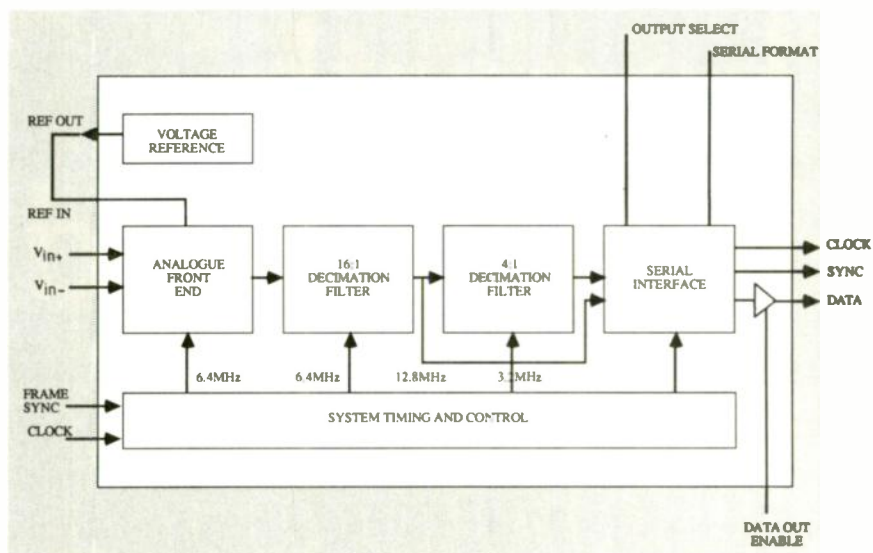 OUTPUT SELECT
SERIAL FORMAT
REF OUT
VOLTAGE
REFERENCE
REF IN
Vin+
Vin−
ANALOGUE
FRONT
END
16:1
DECIMATION
FILTER
4:1
DECIMATION
FILTER
SERIAL
INTERFACE
CLOCK
SYNC
DATA
6.4MHz
6.4MHz
12.8MHz
3.2MHz
FRAME
SYNC
CLOCK
SYSTEM TIMING AND CONTROL
DATA OUT
ENABLE